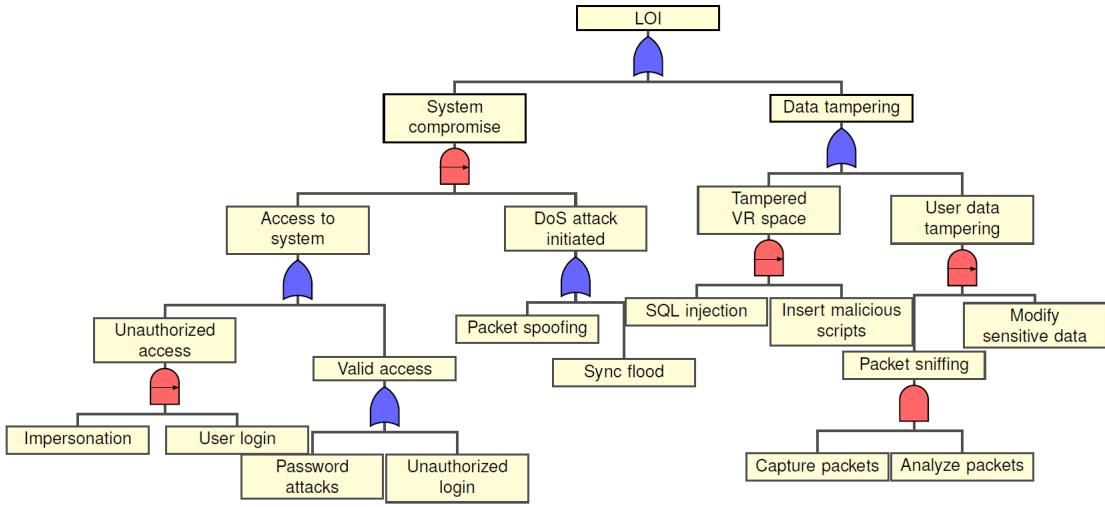 LOI
System
compromise
Data tampering
Access to
system
DoS attack
initiated
Tampered
VR space
User data
tampering
Unauthorized
access
Valid access
Packet spoofing
Sync flood
SQL injection
Insert malicious
scripts
Modify
sensitive data
Packet sniffing
Impersonation
User login
Password
attacks
Unauthorized
login
Capture packets
Analyze packets